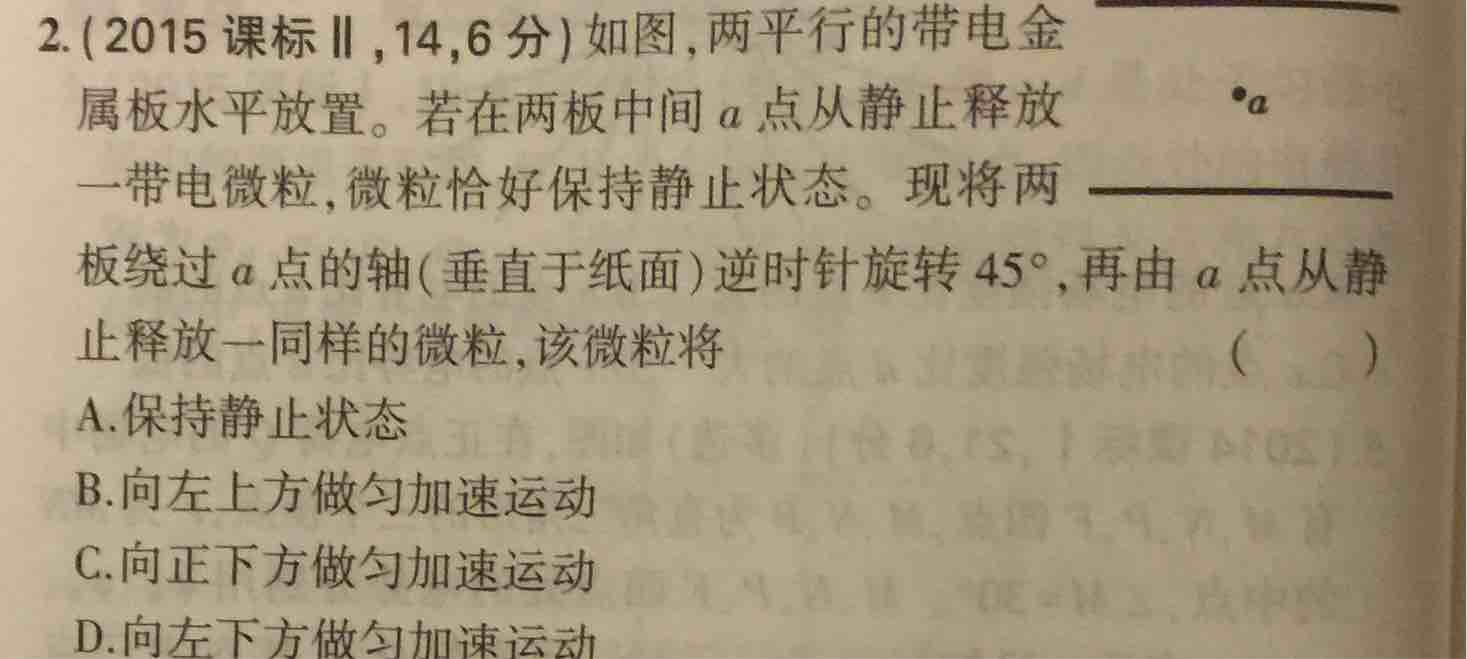 2.(2015 课标Ⅱ,14,6 分)如图,两平行的带电金
属板水平放置。若在两板中间 a 点从静止释放
•a
一带电微粒,微粒恰好保持静止状态。现将两
板绕过 a 点的轴(垂直于纸面)逆时针旋转 45°,再由 a 点从静
止释放一同样的微粒,该微粒将 (  )
A.保持静止状态
B.向左上方做匀加速运动
C.向正下方做匀加速运动
D.向左下方做匀加速运动